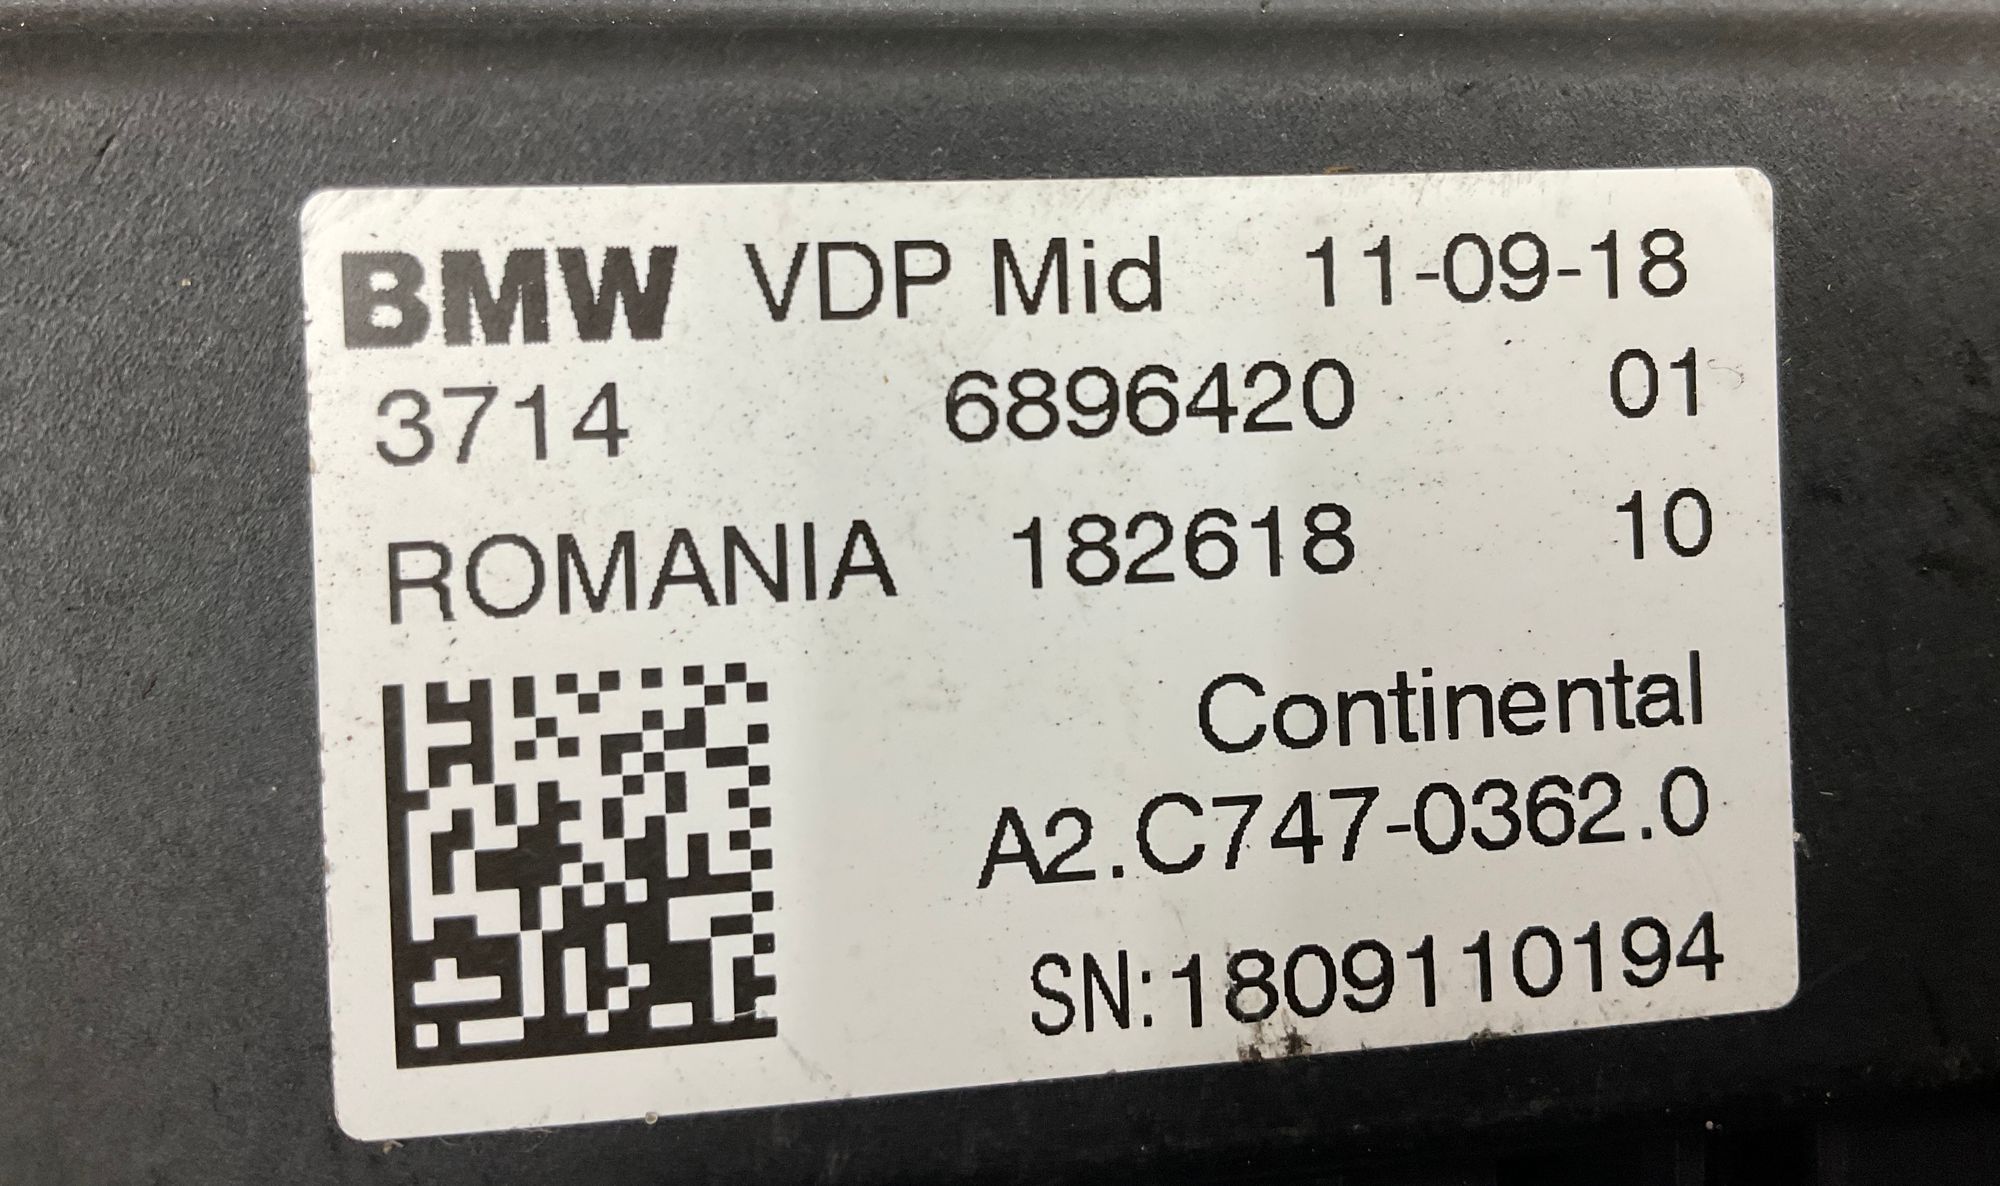 BMW VDP Mid 11-09-18
3714 6896420 01
ROMANIA 182618 10
Continental
A2.C747-0362.0
SN:1809110194